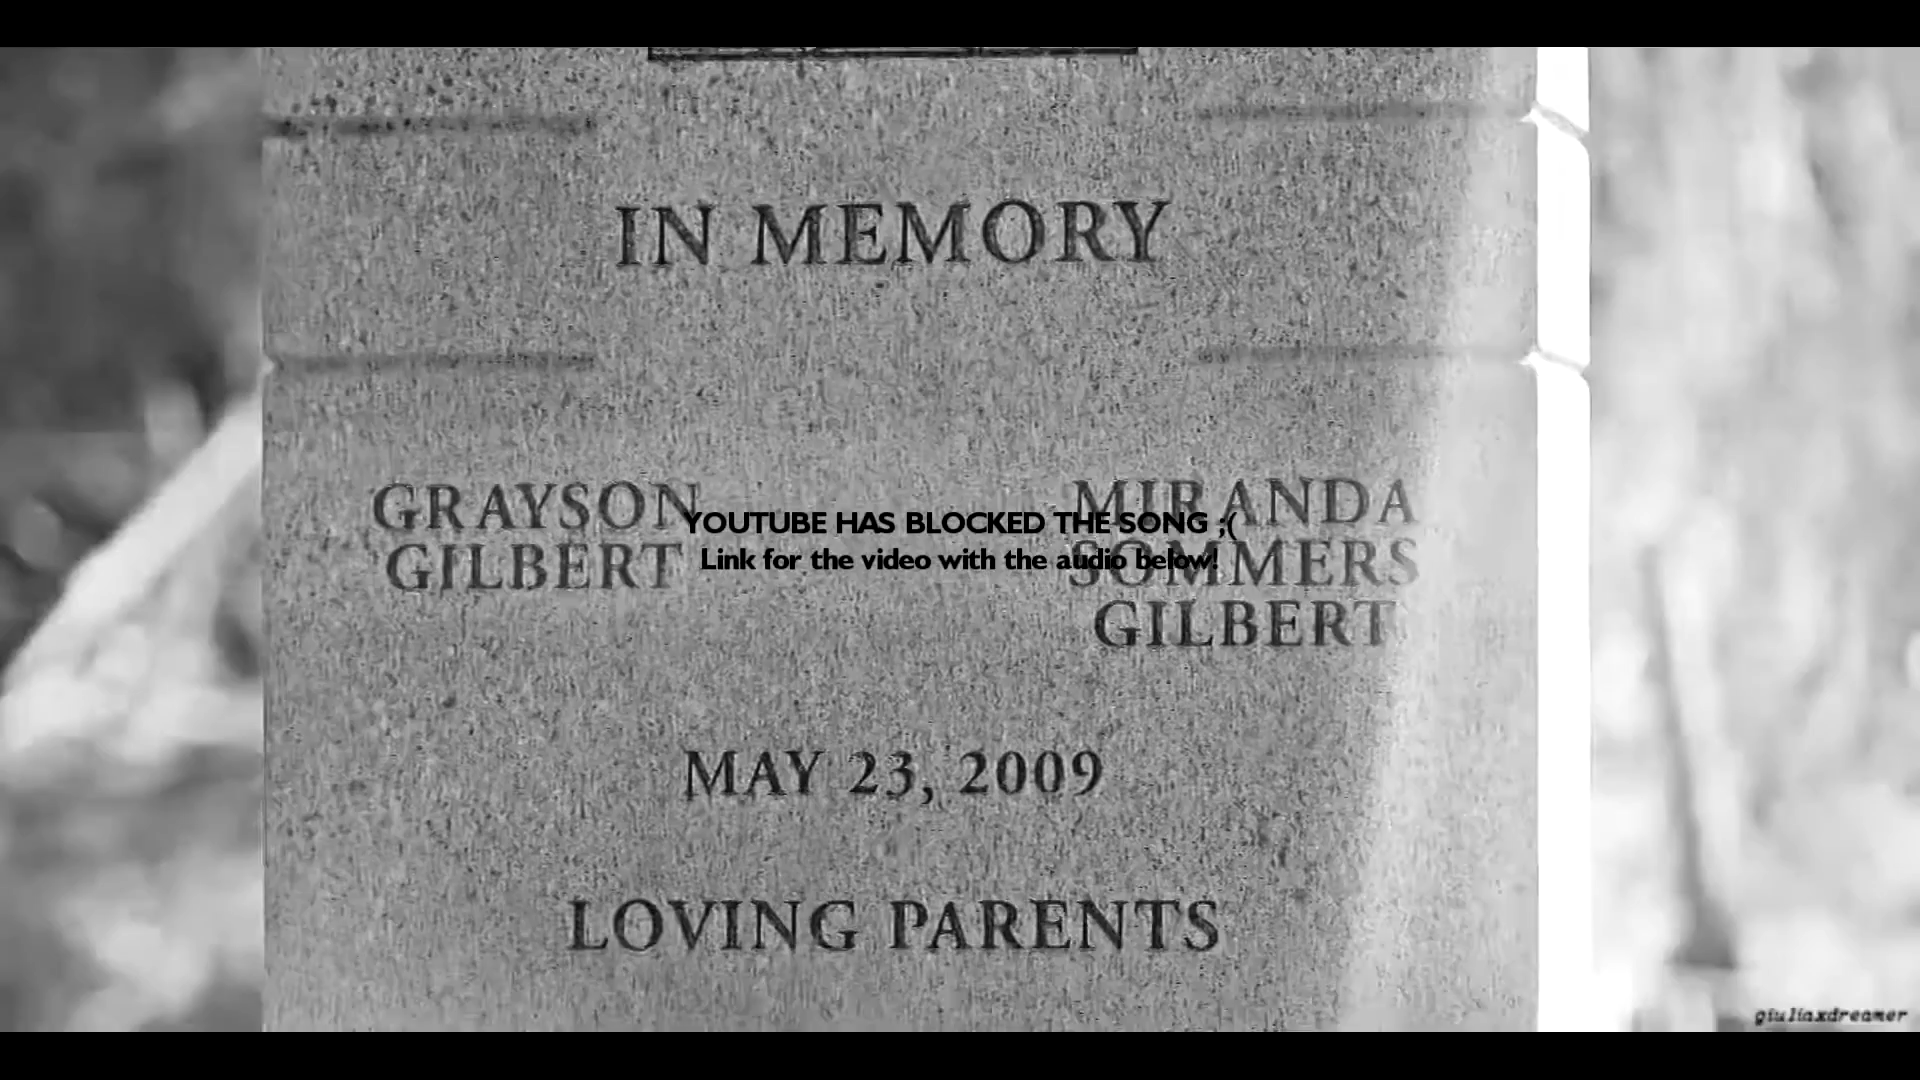 IN MEMORY
GRAYSON
GILBERT
MIRANDA
SOMMERS
GILBERT
YOUTUBE HAS BLOCKED THE SONG ;(
Link for the video with the audio below!
MAY 23, 2009
LOVING PARENTS
giuliaxdreamer